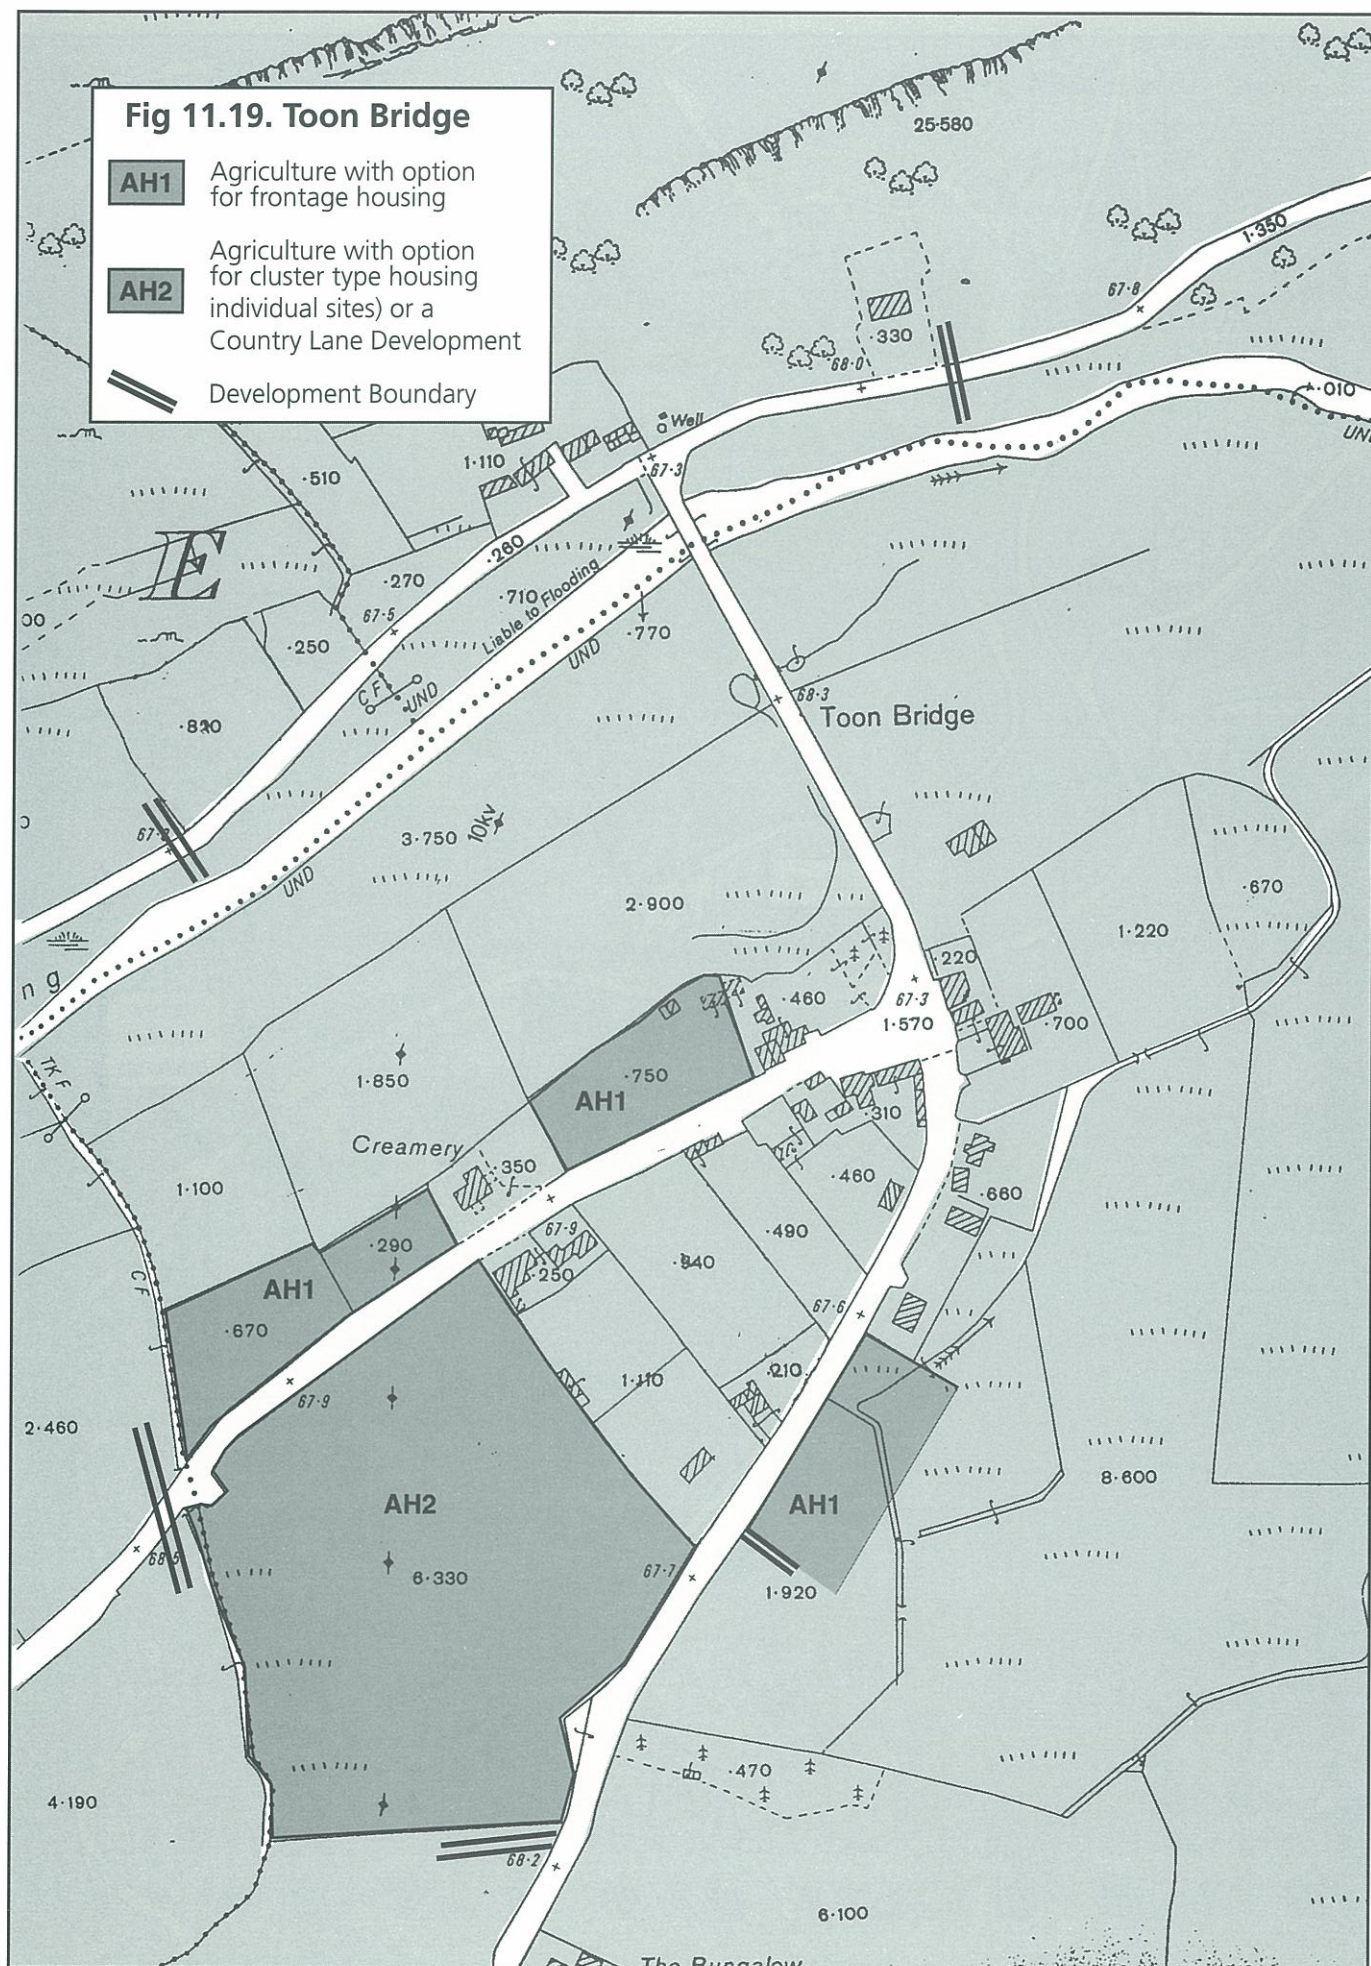 Fig 11.19. Toon Bridge
AH1
Agriculture with option
for frontage housing
AH2
Agriculture with option
for cluster type housing
individual sites) or a
Country Lane Development
Development Boundary
25·580
1·350
67·8
·330
68·0
·010
Well
67·3
1·110
·510
E
·260
·270
·710
Liable to Flooding
67·5
·250
·770
UND
C F
UND
68·3
Toon Bridge
3·750
10kv
UND
2·900
·670
1·220
ng
·220
·460
67·3
1·570
·700
TK F
1·850
·750
AH1
·310
Creamery
·350
1·100
·460
·660
67·9
·490
·290
·940
·250
C F
AH1
67·6
·670
1·110
·210
67·9
2·460
8·600
AH2
AH1
68·5
6·330
67·7
1·920
·470
4·190
68·2
6·100
The Bungalow